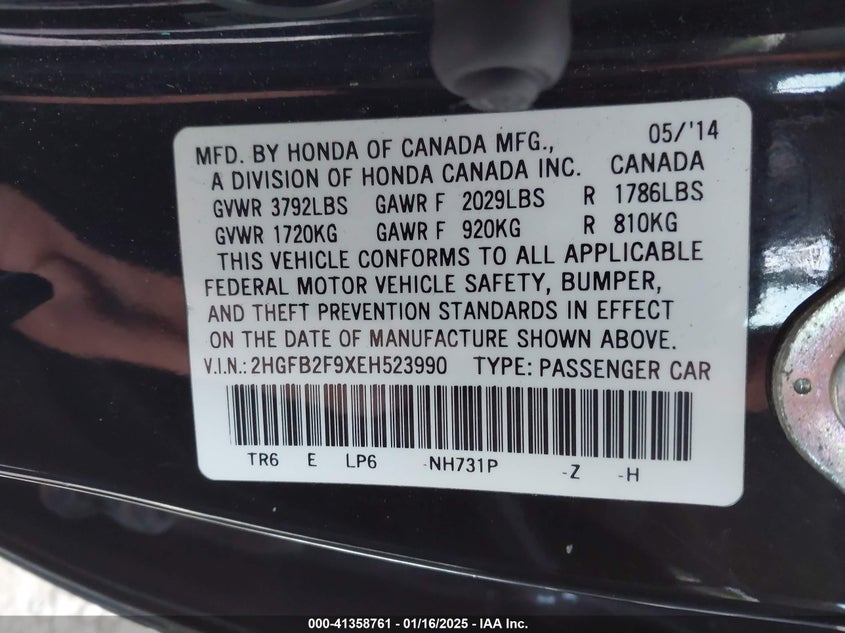 05/'14
MFD. BY HONDA OF CANADA MFG.,
A DIVISION OF HONDA CANADA INC. CANADA
GVWR 3792LBS GAWR F 2029LBS R 1786LBS
GVWR 1720KG GAWR F 920KG R 810KG
THIS VEHICLE CONFORMS TO ALL APPLICABLE
FEDERAL MOTOR VEHICLE SAFETY, BUMPER,
AND THEFT PREVENTION STANDARDS IN EFFECT
ON THE DATE OF MANUFACTURE SHOWN ABOVE.
V.I.N.: 2HGFB2F9XEH523990 TYPE: PASSENGER CAR
TR6 E LP6 -NH731P -Z -H
000-41358761 - 01/16/2025 - IAA Inc.